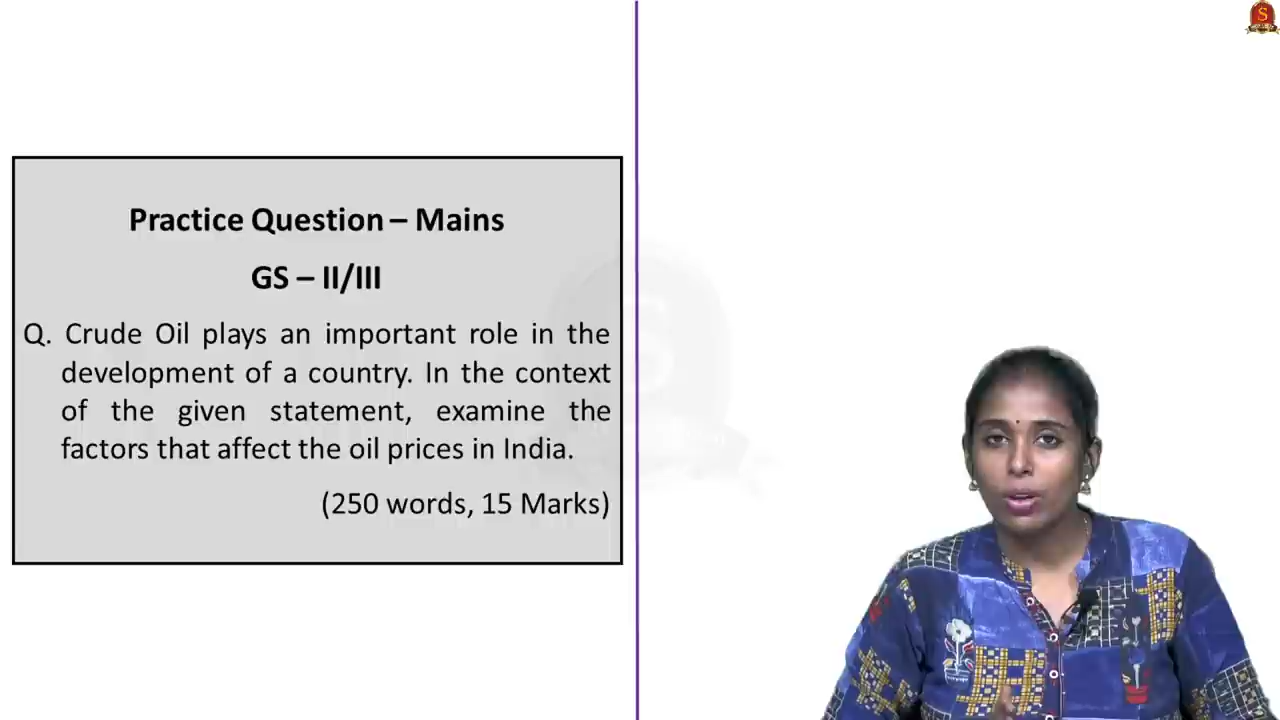 Practice Question – Mains
GS – II/III
Q. Crude Oil plays an important role in the
development of a country. In the context
of the given statement, examine the
factors that affect the oil prices in India.
(250 words, 15 Marks)
S